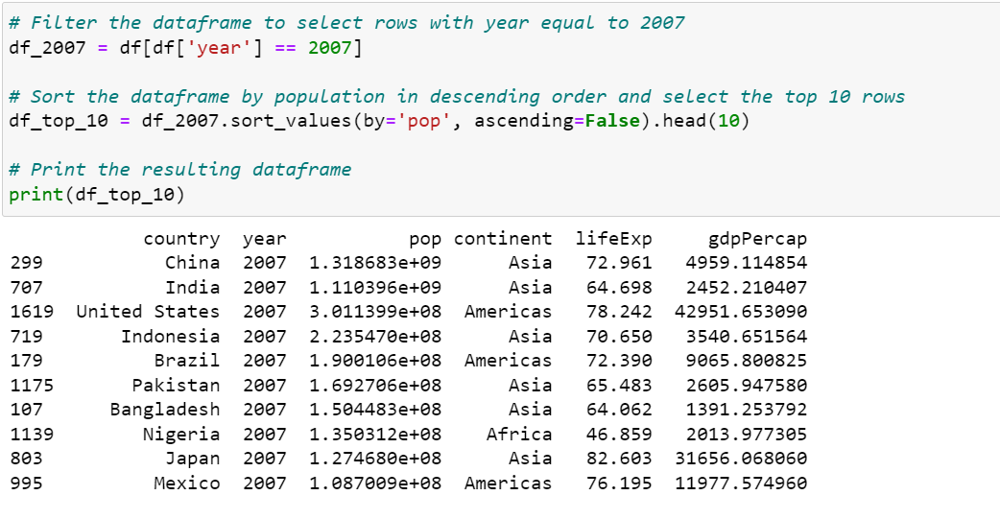 # Filter the dataframe to select rows with year equal to 2007
df_2007 = df[df['year'] == 2007]
# Sort the dataframe by population in descending order and select the top 10 rows
df_top_10 = df_2007.sort_values(by='pop', ascending=False).head(10)
# Print the resulting dataframe
print(df_top_10)
country year pop continent lifeExp gdpPercap
299 China 2007 1.318683e+09 Asia 72.961 4959.114854
707 India 2007 1.110396e+09 Asia 64.698 2452.210407
1619 United States 2007 3.011399e+08 Americas 78.242 42951.653090
719 Indonesia 2007 2.235470e+08 Asia 70.650 3540.651564
179 Brazil 2007 1.900106e+08 Americas 72.390 9065.800825
1175 Pakistan 2007 1.692706e+08 Asia 65.483 2605.947580
107 Bangladesh 2007 1.504483e+08 Asia 64.062 1391.253792
1139 Nigeria 2007 1.350312e+08 Africa 46.859 2013.977305
803 Japan 2007 1.274680e+08 Asia 82.603 31656.068060
995 Mexico 2007 1.087009e+08 Americas 76.195 11977.574960